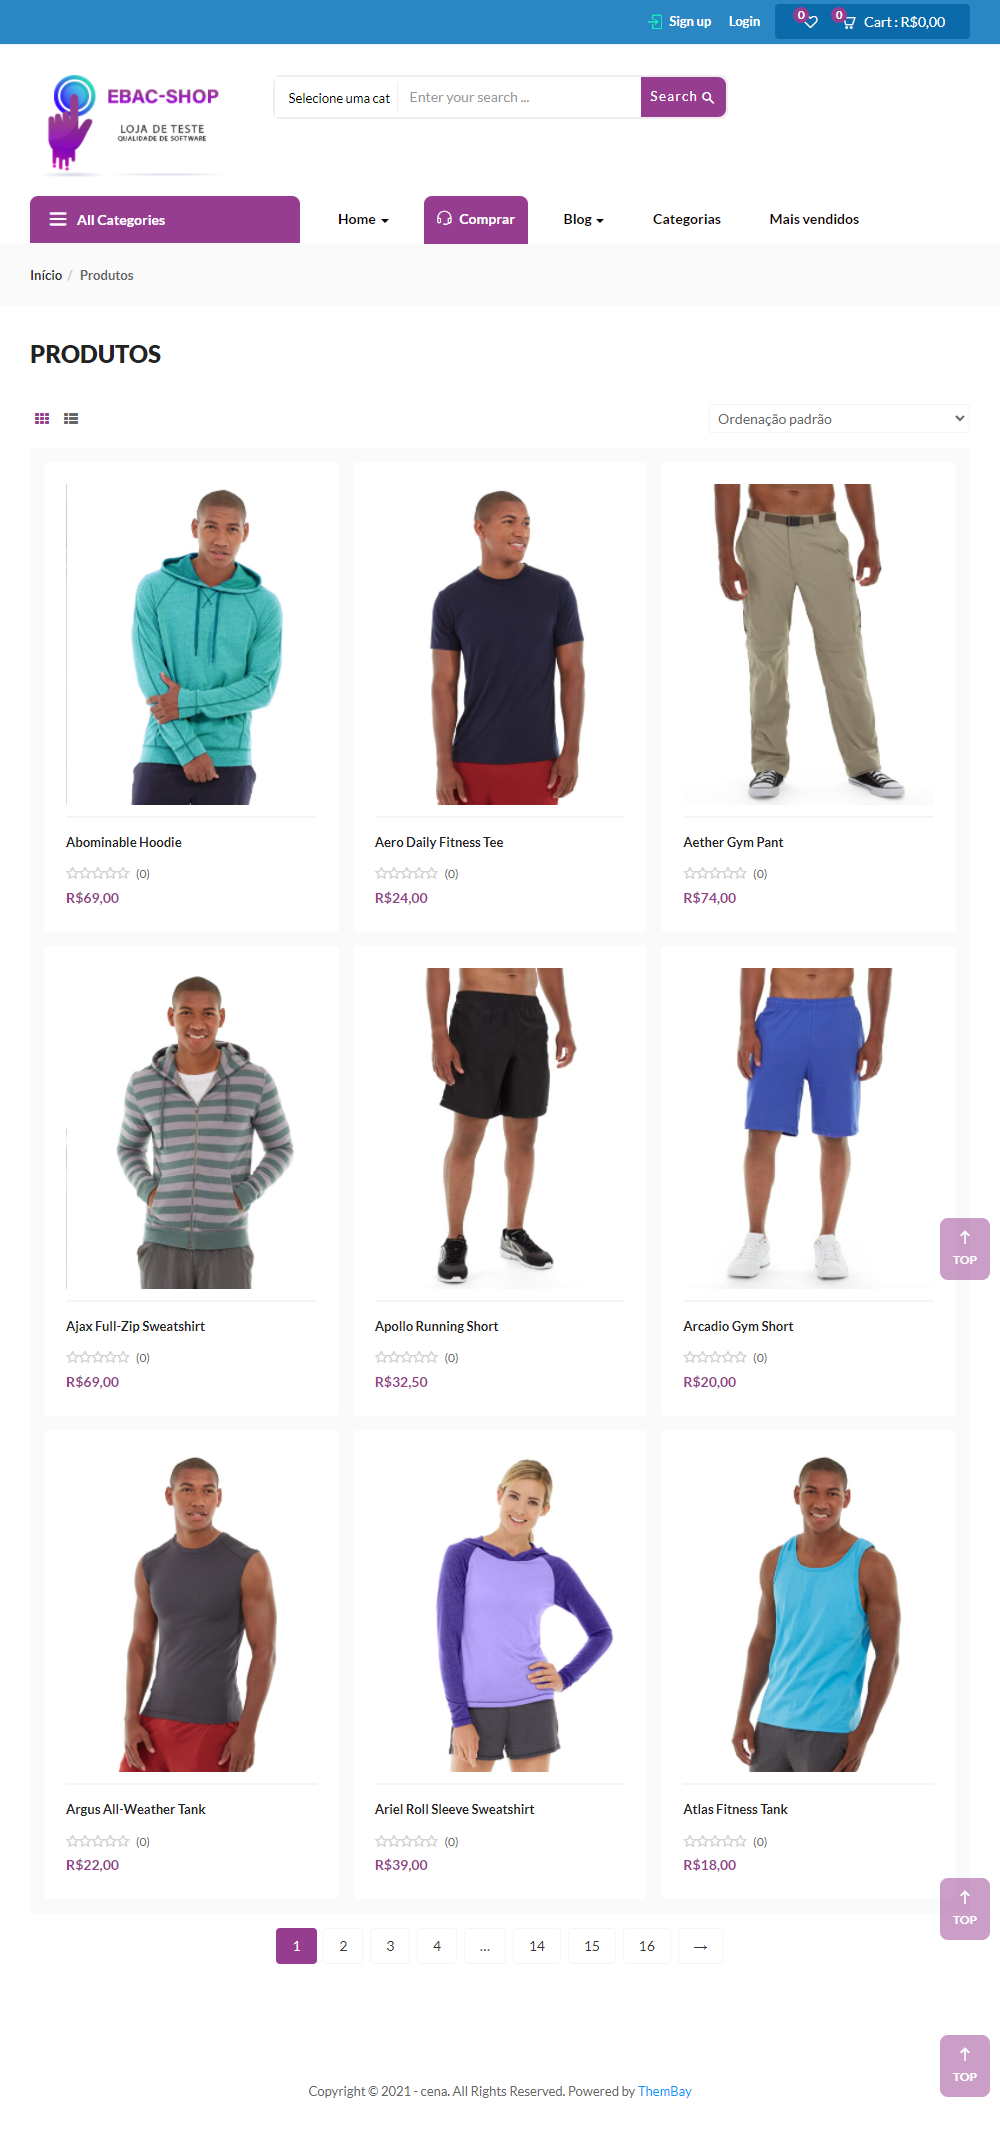 Sign up Login 0 0 Cart : R$0,00
EBAC-SHOP
LOJA DE TESTE
QUALIDADE DE SOFTWARE
Selecione uma cat Enter your search ... Search
All Categories Home Comprar Blog Categorias Mais vendidos
Início / Produtos
PRODUTOS
Ordenação padrão
Abominable Hoodie
(0)
R$69,00
Aero Daily Fitness Tee
(0)
R$24,00
Aether Gym Pant
(0)
R$74,00
Ajax Full-Zip Sweatshirt
(0)
R$69,00
Apollo Running Short
(0)
R$32,50
Arcadio Gym Short
(0)
R$20,00
TOP
Argus All-Weather Tank
(0)
R$22,00
Ariel Roll Sleeve Sweatshirt
(0)
R$39,00
Atlas Fitness Tank
(0)
R$18,00
TOP
1 2 3 4 ... 14 15 16 →
TOP
Copyright © 2021 - cena. All Rights Reserved. Powered by ThemBay